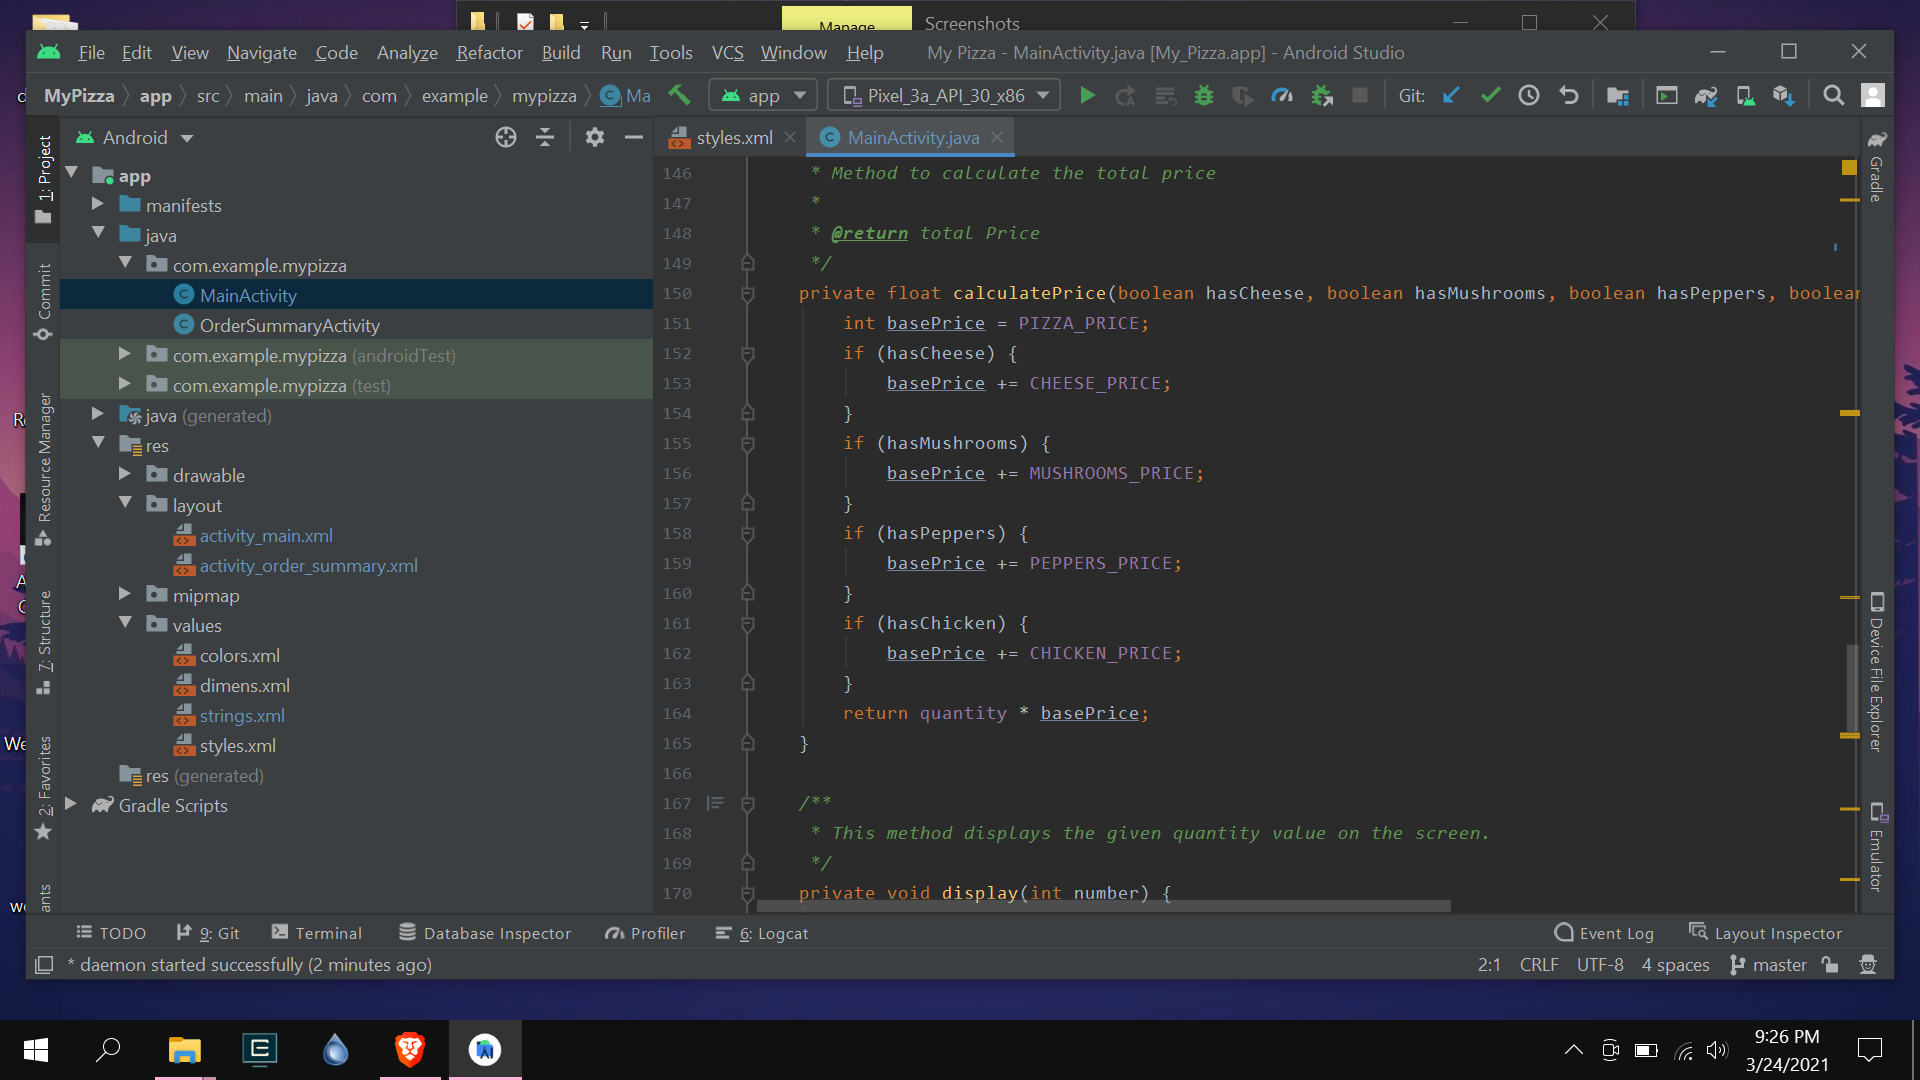 Manage
Screenshots
File Edit View Navigate Code Analyze Refactor Build Run Tools VCS Window Help My Pizza - MainActivity.java [My_Pizza.app] - Android Studio
MyPizza app src main java com example mypizza Ma app Pixel_3a_API_30_x86 Git:
Android
styles.xml MainActivity.java
1: Project
Commit
Resource Manager
7: Structure
2: Favorites
ants
app
manifests
java
com.example.mypizza
MainActivity
OrderSummaryActivity
com.example.mypizza (androidTest)
com.example.mypizza (test)
java (generated)
res
drawable
layout
activity_main.xml
activity_order_summary.xml
mipmap
values
colors.xml
dimens.xml
strings.xml
styles.xml
res (generated)
Gradle Scripts
146 * Method to calculate the total price
147 *
148 * @return total Price
149 */
150 private float calculatePrice(boolean hasCheese, boolean hasMushrooms, boolean hasPeppers, boolean
151 int basePrice = PIZZA_PRICE;
152 if (hasCheese) {
153 basePrice += CHEESE_PRICE;
154 }
155 if (hasMushrooms) {
156 basePrice += MUSHROOMS_PRICE;
157 }
158 if (hasPeppers) {
159 basePrice += PEPPERS_PRICE;
160 }
161 if (hasChicken) {
162 basePrice += CHICKEN_PRICE;
163 }
164 return quantity * basePrice;
165 }
166
167 /**
168 * This method displays the given quantity value on the screen.
169 */
170 private void display(int number) {
Gradle
Device File Explorer
Emulator
TODO 9: Git Terminal Database Inspector Profiler 6: Logcat Event Log Layout Inspector
* daemon started successfully (2 minutes ago) 2:1 CRLF UTF-8 4 spaces master
9:26 PM
3/24/2021